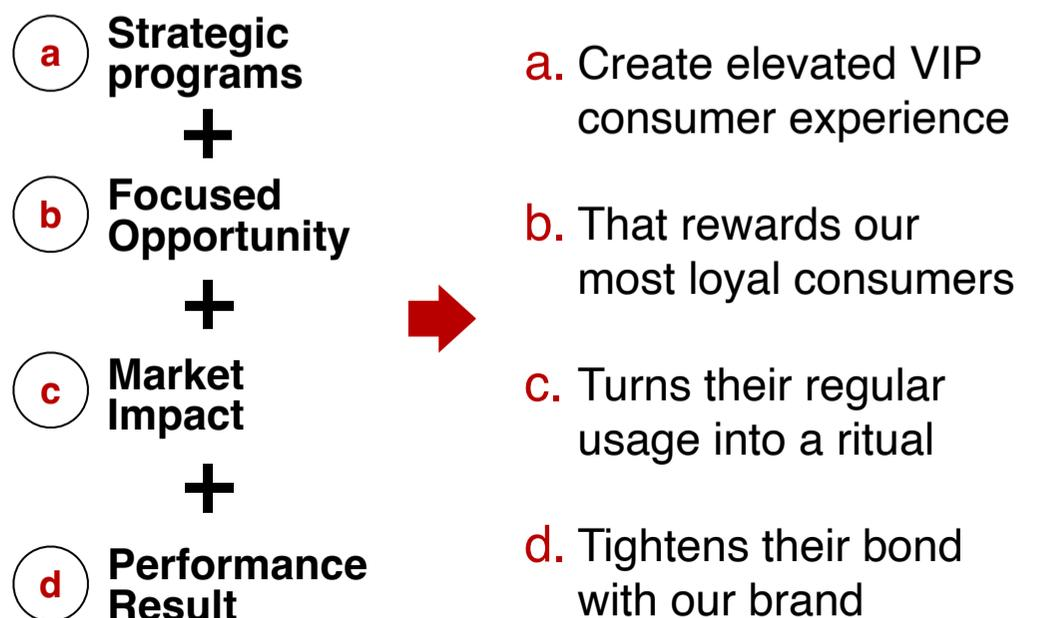 a
Strategic
programs
+
b
Focused
Opportunity
+
c
Market
Impact
+
d
Performance
Result
a. Create elevated VIP
consumer experience
b. That rewards our
most loyal consumers
c. Turns their regular
usage into a ritual
d. Tightens their bond
with our brand